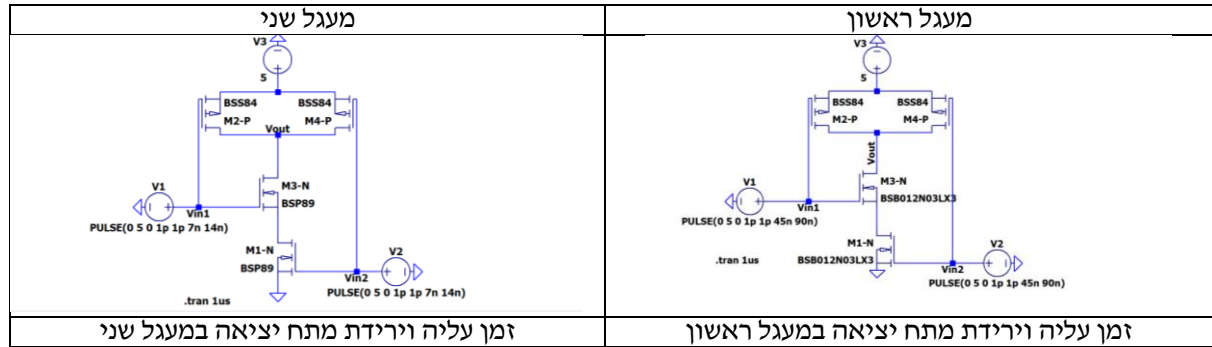 מעגל ראשון
מעגל שני
V3
5
BSS84
BSS84
M2-P
M4-P
Vout
V1
M3-N
Vin1
BSB012N03LX3
PULSE(0 5 0 1p 1p 45n 90n)
M1-N
V2
.tran 1us
BSB012N03LX3
Vin2
PULSE(0 5 0 1p 1p 45n 90n)
V3
5
BSS84
BSS84
M2-P
M4-P
Vout
V1
M3-N
Vin1
BSP89
PULSE(0 5 0 1p 1p 7n 14n)
M1-N
V2
BSP89
Vin2
PULSE(0 5 0 1p 1p 7n 14n)
.tran 1us
זמן עליה וירידת מתח יציאה במעגל ראשון
זמן עליה וירידת מתח יציאה במעגל שני